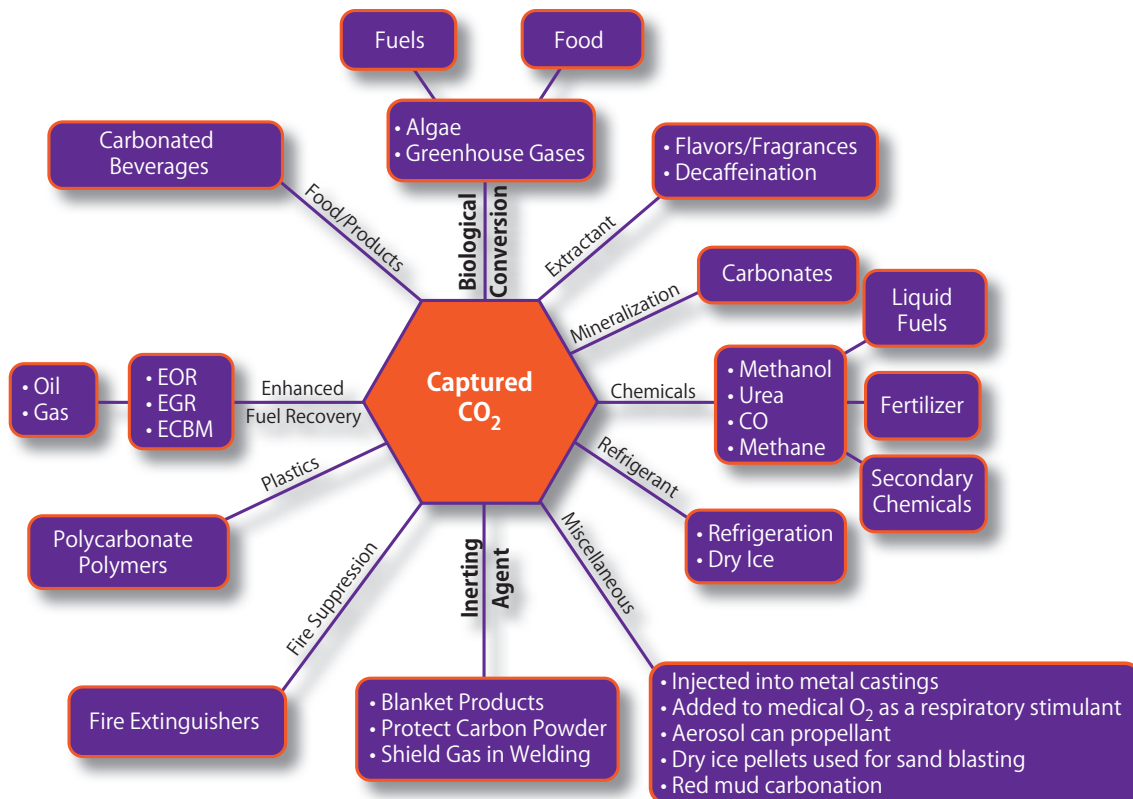 Fuels
Food
• Algae
• Greenhouse Gases
Carbonated
Beverages
• Flavors/Fragrances
• Decaffeination
Food/Products
Biological
Conversion
Extractant
Mineralization
Carbonates
Liquid
Fuels
• Oil
• Gas
• EOR
• EGR
• ECBM
Enhanced
Fuel Recovery
Captured
CO₂
Chemicals
• Methanol
• Urea
• CO
• Methane
Fertilizer
Secondary
Chemicals
Plastics
Polycarbonate
Polymers
Refrigerant
• Refrigeration
• Dry Ice
Fire Suppression
Fire Extinguishers
Inerting
Agent
• Blanket Products
• Protect Carbon Powder
• Shield Gas in Welding
Miscellaneous
• Injected into metal castings
• Added to medical O₂ as a respiratory stimulant
• Aerosol can propellant
• Dry ice pellets used for sand blasting
• Red mud carbonation